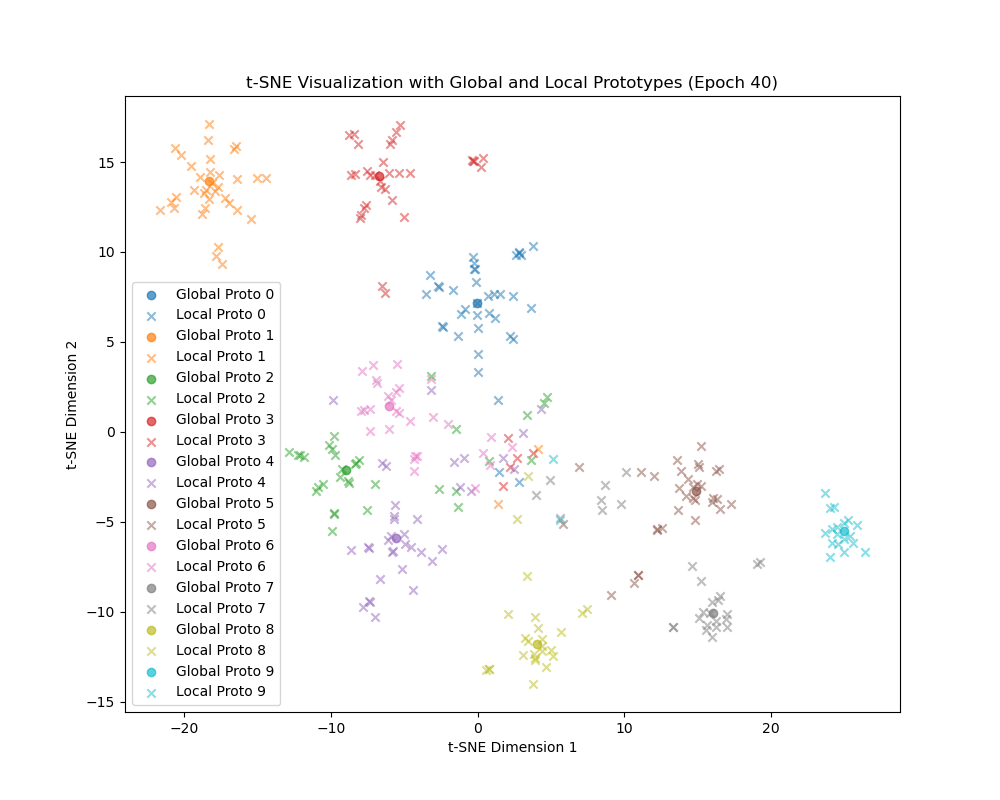 t-SNE Visualization with Global and Local Prototypes (Epoch 40)
t-SNE Dimension 2
15
10
5
0
−5
−10
−15
Global Proto 0
Local Proto 0
Global Proto 1
Local Proto 1
Global Proto 2
Local Proto 2
Global Proto 3
Local Proto 3
Global Proto 4
Local Proto 4
Global Proto 5
Local Proto 5
Global Proto 6
Local Proto 6
Global Proto 7
Local Proto 7
Global Proto 8
Local Proto 8
Global Proto 9
Local Proto 9
−20 −10 0 10 20
t-SNE Dimension 1